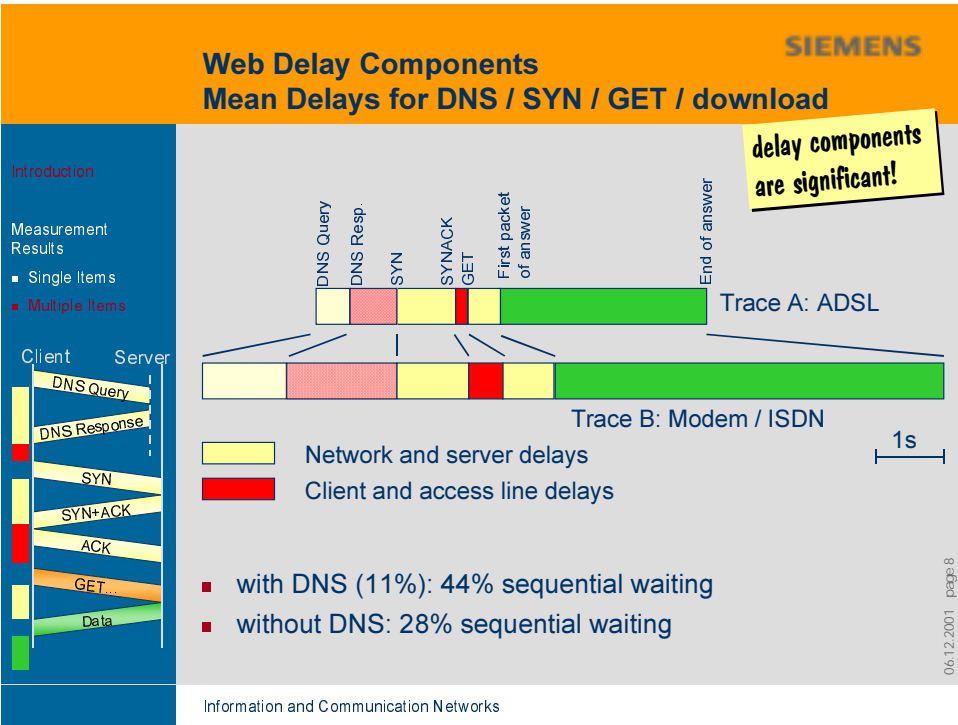 SIEMENS
Web Delay Components
Mean Delays for DNS / SYN / GET / download
delay components
are significant!
Introduction
Measurement
Results
Single Items
Multiple Items
Client
Server
DNS Query
DNS Response
SYN
SYN+ACK
ACK
GET...
Data
DNS Query
DNS Resp.
SYN
SYNACK
GET
First packet
of answer
End of answer
Trace A: ADSL
Trace B: Modem / ISDN
1s
Network and server delays
Client and access line delays
with DNS (11%): 44% sequential waiting
without DNS: 28% sequential waiting
06.12.2001 page 8
Information and Communication Networks